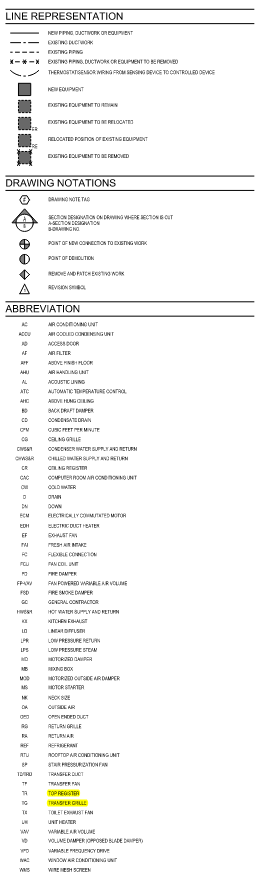 LINE REPRESENTATION
NEW PIPING, DUCTWORK OR EQUIPMENT
EXISTING DUCTWORK
EXISTING PIPING
EXISTING PIPING, DUCTWORK OR EQUIPMENT TO BE REMOVED
THERMOSTAT/SENSOR WIRING FROM SENSING DEVICE TO CONTROLLED DEVICE
NEW EQUIPMENT
EXISTING EQUIPMENT TO REMAIN
EXISTING EQUIPMENT TO BE RELOCATED
ER
RELOCATED POSITION OF EXISTING EQUIPMENT
RE
EXISTING EQUIPMENT TO BE REMOVED
DRAWING NOTATIONS
DRAWING NOTE TAG
A
B
SECTION DESIGNATION ON DRAWING WHERE SECTION IS CUT
A-SECTION DESIGNATION
B-DRAWING NO.
POINT OF NEW CONNECTION TO EXISTING WORK
POINT OF DEMOLITION
REMOVE AND PATCH EXISTING WORK
REVISION SYMBOL
ABBREVIATION
AC AIR CONDITIONING UNIT
ACCU AIR COOLED CONDENSING UNIT
AD ACCESS DOOR
AF AIR FILTER
AFF ABOVE FINISH FLOOR
AHU AIR HANDLING UNIT
AL ACOUSTIC LINING
ATC AUTOMATIC TEMPERATURE CONTROL
AHC ABOVE HUNG CEILING
BD BACK DRAFT DAMPER
CD CONDENSATE DRAIN
CFM CUBIC FEET PER MINUTE
CG CEILING GRILLE
CWS&R CONDENSER WATER SUPPLY AND RETURN
CHWS&R CHILLED WATER SUPPLY AND RETURN
CR CEILING REGISTER
CAC COMPUTER ROOM AIR CONDITIONING UNIT
CW COLD WATER
D DRAIN
DN DOWN
ECM ELECTRICALLY COMMUTATED MOTOR
EDH ELECTRIC DUCT HEATER
EF EXHAUST FAN
FAI FRESH AIR INTAKE
FC FLEXIBLE CONNECTION
FCU FAN COIL UNIT
FD FIRE DAMPER
FP-VAV FAN POWERED VARIABLE AIR VOLUME
FSD FIRE SMOKE DAMPER
GC GENERAL CONTRACTOR
HWS&R HOT WATER SUPPLY AND RETURN
KX KITCHEN EXHAUST
LD LINEAR DIFFUSER
LPR LOW PRESSURE RETURN
LPS LOW PRESSURE STEAM
MD MOTORIZED DAMPER
MB MIXING BOX
MOD MOTORIZED OUTSIDE AIR DAMPER
MS MOTOR STARTER
NK NECK SIZE
OA OUTSIDE AIR
OED OPEN ENDED DUCT
RG RETURN GRILLE
RA RETURN AIR
REF REFRIGERANT
RTU ROOFTOP AIR CONDITIONING UNIT
SP STAIR PRESSURIZATION FAN
TD/TRD TRANSFER DUCT
TF TRANSFER FAN
TR TOP REGISTER
TG TRANSFER GRILLE
TX TOILET EXHAUST FAN
UH UNIT HEATER
VAV VARIABLE AIR VOLUME
VD VOLUME DAMPER (OPPOSED BLADE DAMPER)
VFD VARIABLE FREQUENCY DRIVE
WAC WINDOW AIR CONDITIONING UNIT
WMS WIRE MESH SCREEN